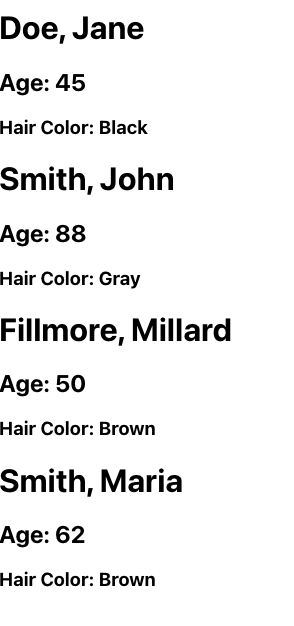 Doe, Jane
Age: 45
Hair Color: Black
Smith, John
Age: 88
Hair Color: Gray
Fillmore, Millard
Age: 50
Hair Color: Brown
Smith, Maria
Age: 62
Hair Color: Brown